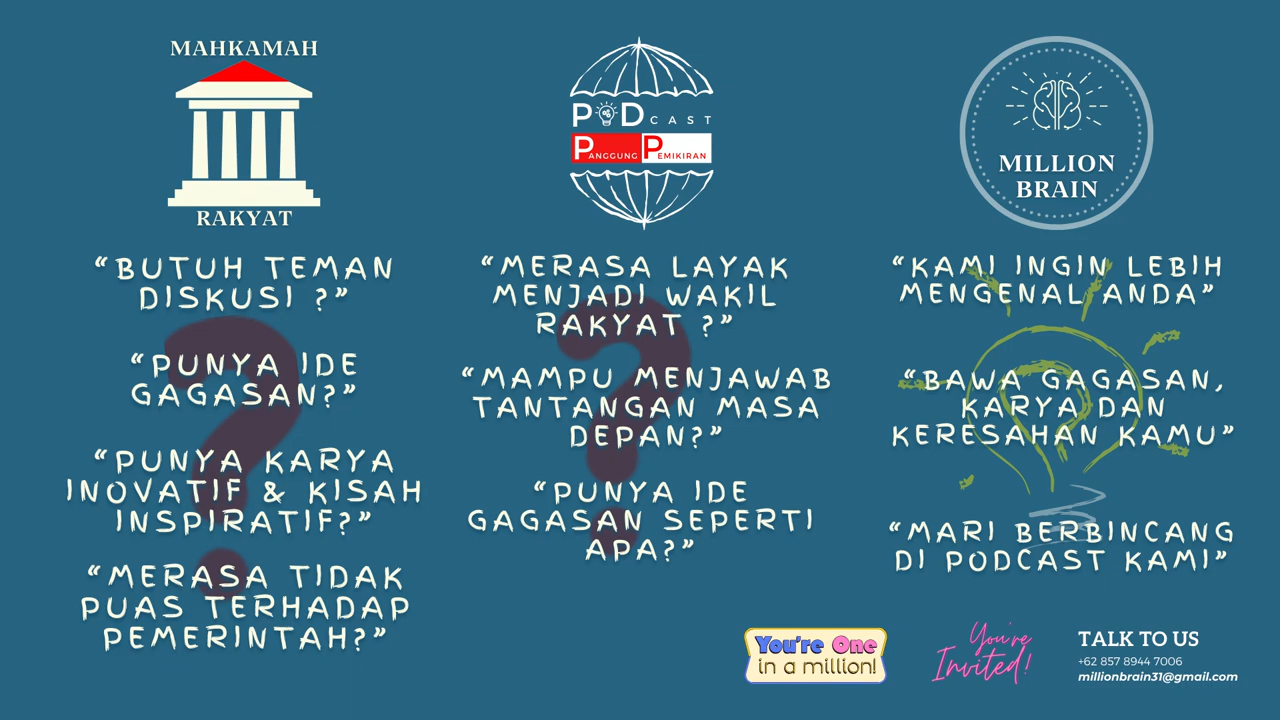 MAHKAMAH
RAKYAT
“BUTUH TEMAN
DISKUSI ?”
“PUNYA IDE
GAGASAN?”
“PUNYA KARYA
INOVATIF & KISAH
INSPIRATIF?”
“MERASA TIDAK
PUAS TERHADAP
PEMERINTAH?”
PODCAST
PANGGUNG PEMIKIRAN
“MERASA LAYAK
MENJADI WAKIL
RAKYAT ?”
“MAMPU MENJAWAB
TANTANGAN MASA
DEPAN?”
“PUNYA IDE
GAGASAN SEPERTI
APA?”
MILLION
BRAIN
“KAMI INGIN LEBIH
MENGENAL ANDA”
“BAWA GAGASAN,
KARYA DAN
KERESAHAN KAMU”
“MARI BERBINCANG
DI PODCAST KAMI”
You're One
in a million!
You're
Invited!
TALK TO US
+62 857 8944 7006
millionbrain31@gmail.com